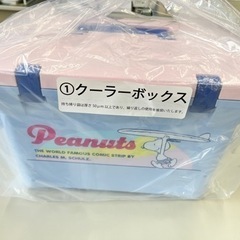 ①クーラーボックス
Peanuts
THE WORLD FAMOUS COMIC STRIP BY
CHARLES M. SCHULZ.